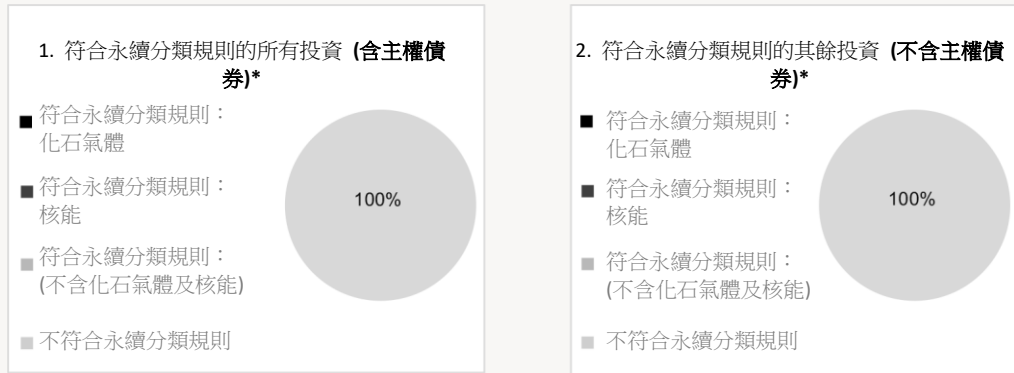 1. 符合永續分類規則的所有投資 (含主權債
券)*
符合永續分類規則：
化石氣體
符合永續分類規則：
核能
符合永續分類規則：
(不含化石氣體及核能)
不符合永續分類規則
100%
2. 符合永續分類規則的其餘投資 (不含主權債
券)*
符合永續分類規則：
化石氣體
符合永續分類規則：
核能
符合永續分類規則：
(不含化石氣體及核能)
不符合永續分類規則
100%